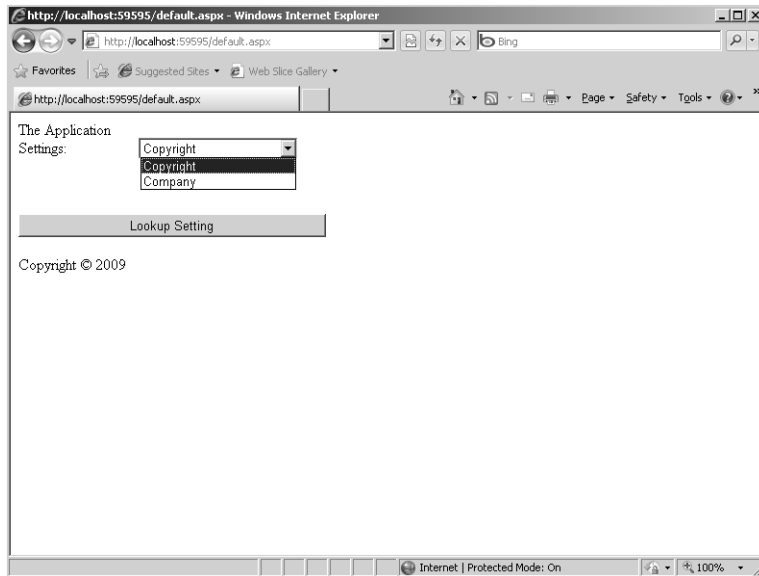 http://localhost:59595/default.aspx - Windows Internet Explorer
http://localhost:59595/default.aspx
Bing
Favorites Suggested Sites Web Slice Gallery
http://localhost:59595/default.aspx
Page Safety Tools »
The Application
Settings: Copyright
Copyright
Company
Lookup Setting
Copyright © 2009
Internet | Protected Mode: On 100%